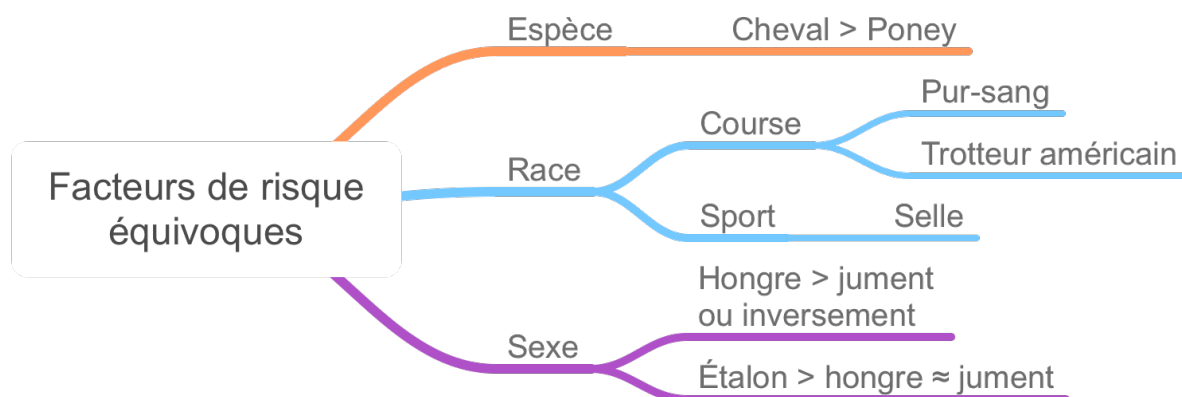 Facteurs de risque
équivoques
Espèce
Cheval > Poney
Race
Course
Pur-sang
Trotteur américain
Sport
Selle
Sexe
Hongre > jument
ou inversement
Étalon > hongre ≈ jument